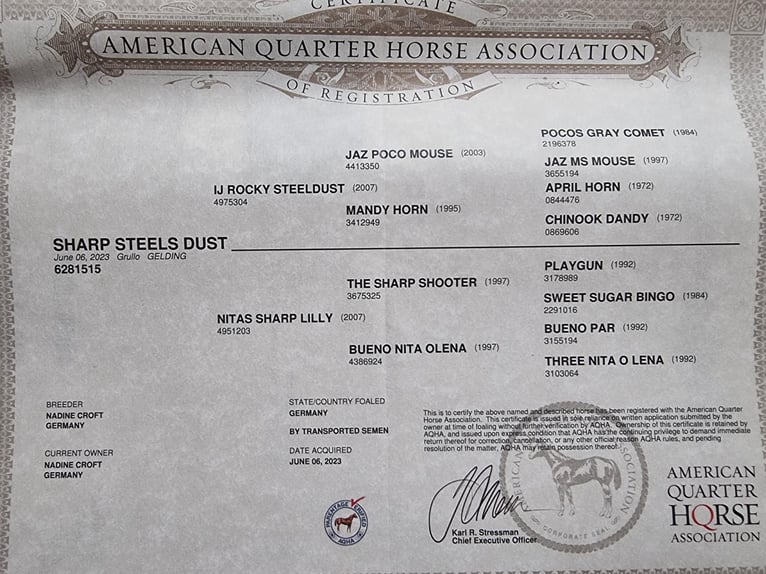 CERTIFICATE
AMERICAN QUARTER HORSE ASSOCIATION
OF REGISTRATION
POCOS GRAY COMET (1984)
2196378
JAZ POCO MOUSE (2003)
4413350
JAZ MS MOUSE (1997)
3655194
IJ ROCKY STEELDUST (2007)
4975304
APRIL HORN (1972)
0844476
MANDY HORN (1995)
3412949
CHINOOK DANDY (1972)
0869606
SHARP STEELS DUST
June 06, 2023 Grullo GELDING
6281515
PLAYGUN (1992)
3178989
THE SHARP SHOOTER (1997)
3675325
SWEET SUGAR BINGO (1984)
2291016
NITAS SHARP LILLY (2007)
4951203
BUENO PAR (1992)
3155194
BUENO NITA OLENA (1997)
4386924
THREE NITA O LENA (1992)
3103064
BREEDER
NADINE CROFT
GERMANY
CURRENT OWNER
NADINE CROFT
GERMANY
STATE/COUNTRY FOALED
GERMANY
BY TRANSPORTED SEMEN
DATE ACQUIRED
JUNE 06, 2023
This is to certify the above named and described horse has been registered with the American Quarter
Horse Association. This certificate is issued in sole reliance on written application submitted by the
owner at time of foaling without further verification by AQHA. Ownership of this certificate is retained by
AQHA, and issued upon express condition that AQHA has the continuing privilege to demand immediate
return thereof for correction, cancellation, or any other official reason AQHA rules, and pending
resolution of the matter, AQHA may retain possession thereof.
Karl R. Stressman
Chief Executive Officer
PARENTAGE VERIFIED
AQHA
AMERICAN ASSOCIATION
CORPORATE SEAL
AMERICAN
QUARTER
HORSE
ASSOCIATION